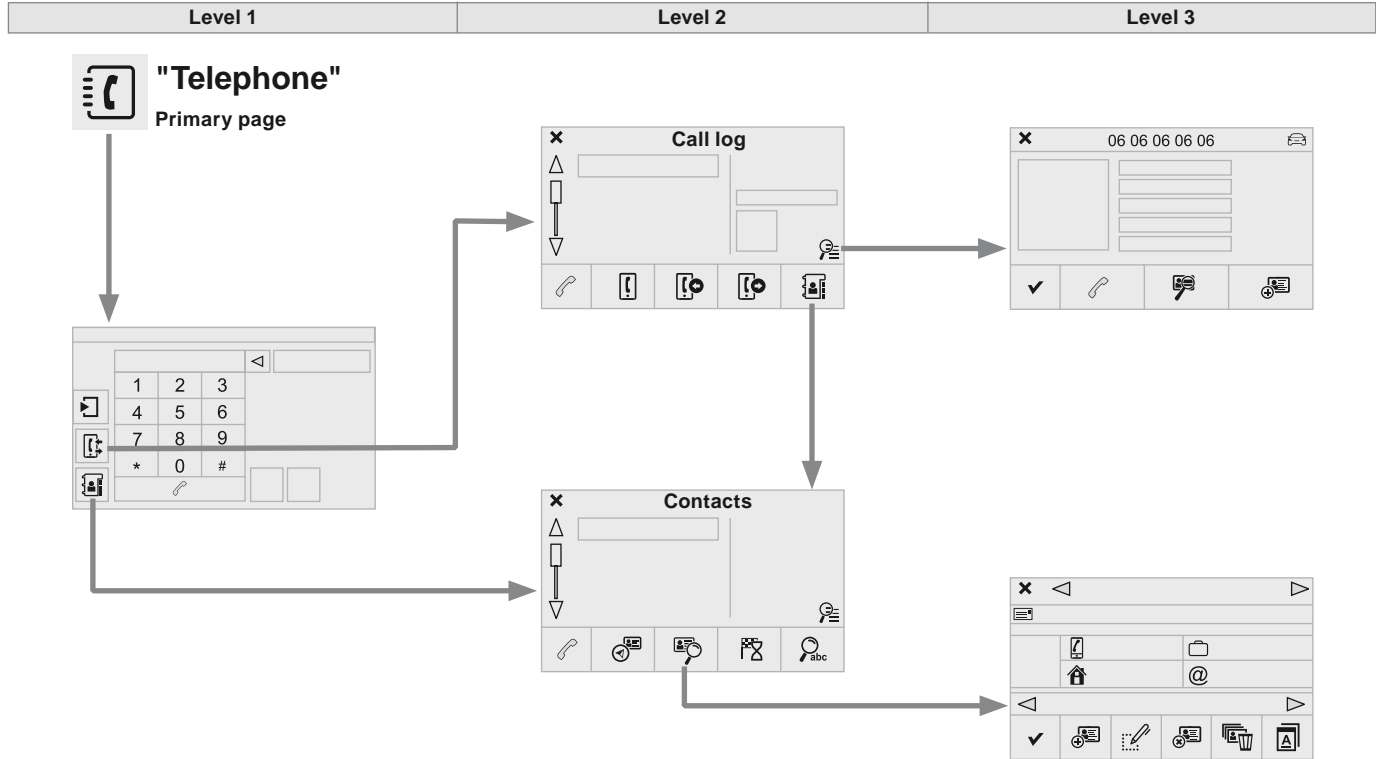 Level 1 Level 2 Level 3
"Telephone"
Primary page
Call log
06 06 06 06 06
1 2 3
4 5 6
7 8 9
* 0 #
Contacts
abc
@
A